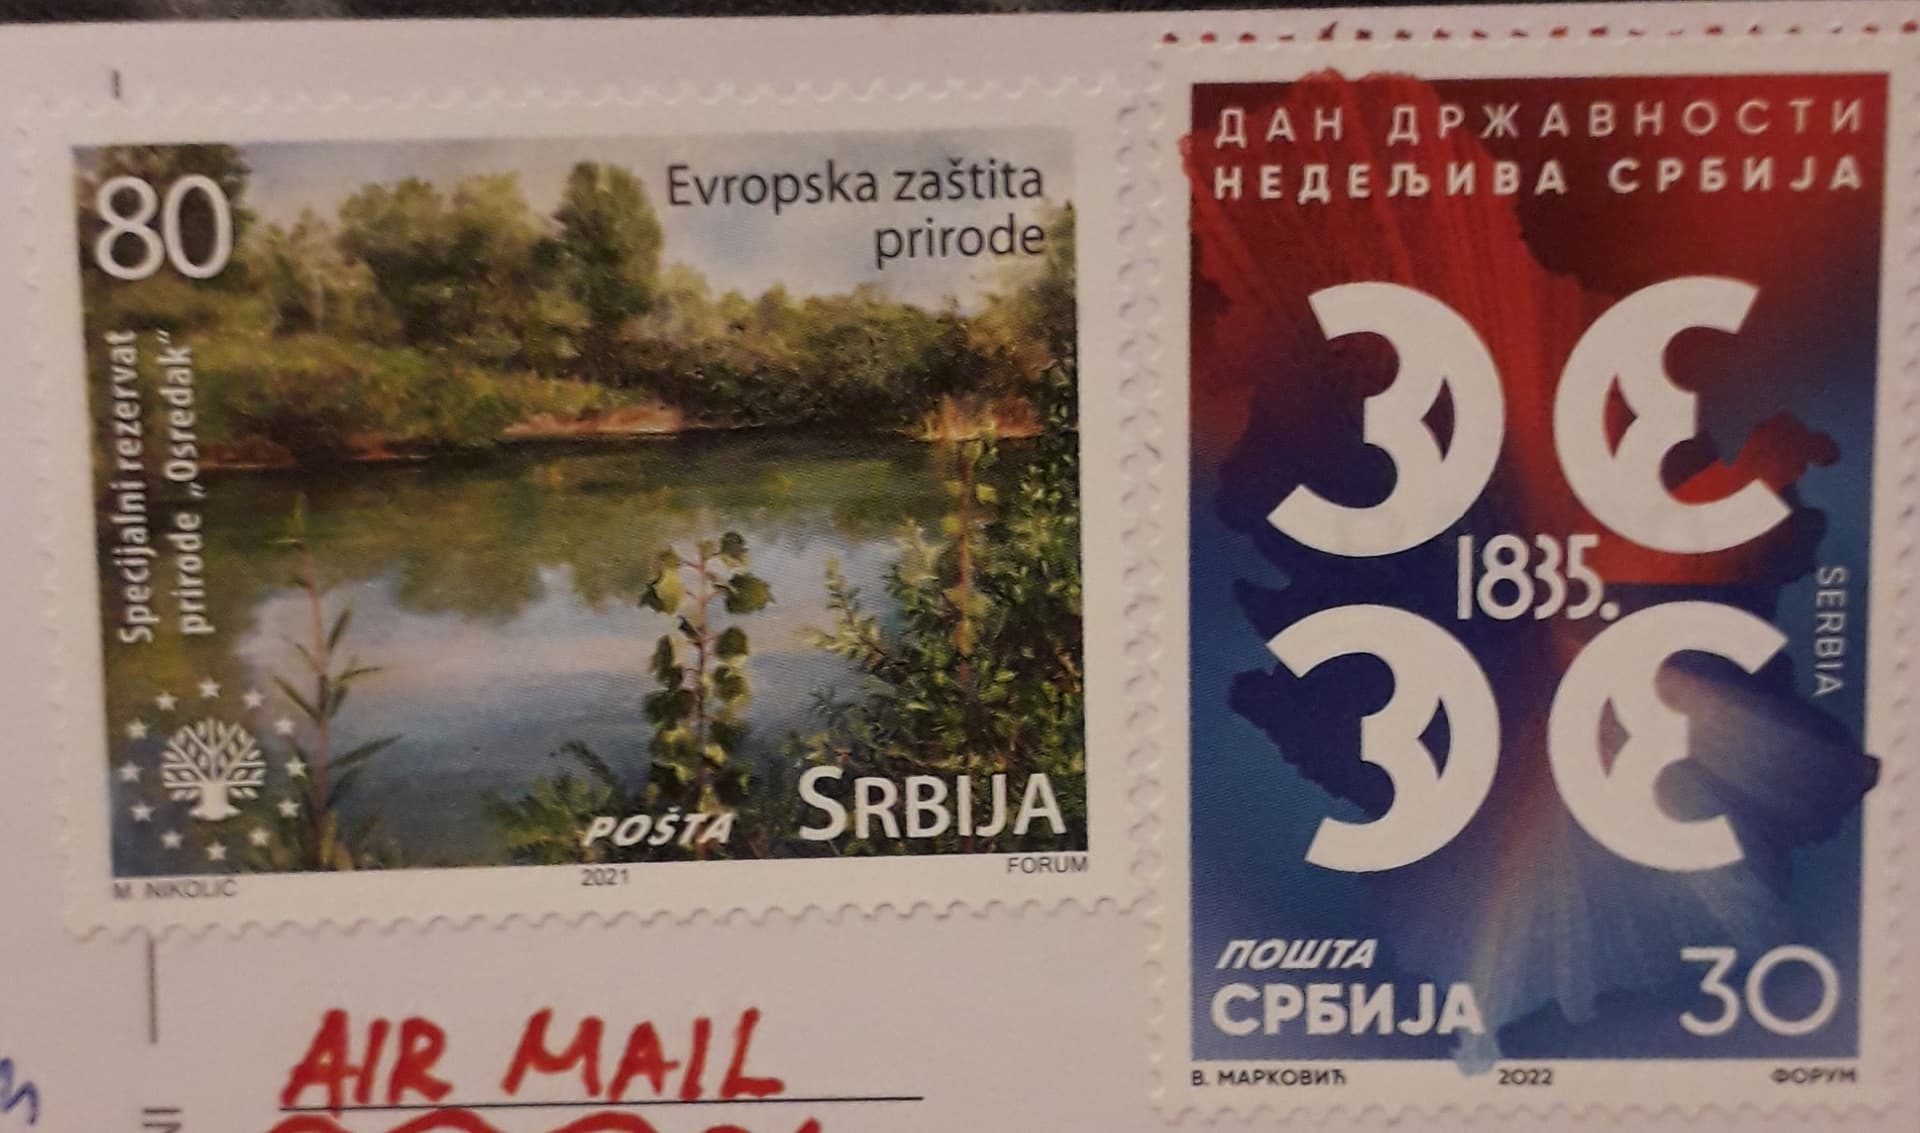 80
Evropska zaštita
prirode
Specijalni rezervat
prirode „Osredak“
POŠTA SRBIJA
M. NIKOLIĆ 2021 FORUM
ДАН ДРЖАВНОСТИ
НЕДЕЉИВА СРБИЈА
1835.
SERBIA
ПОШТА
СРБИЈА 30
В. МАРКОВИЋ 2022 ФОРУМ
AIR MAIL